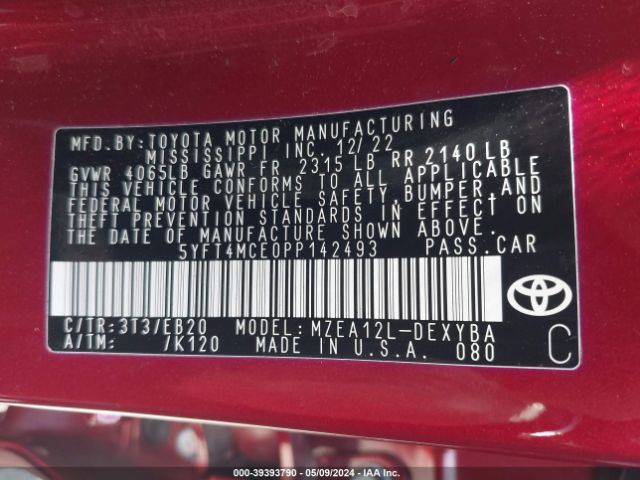 MFD. BY: TOYOTA MOTOR MANUFACTURING
MISSISSIPPI INC. 12/22
GVWR 4065LB GAWR FR 2315 LB RR 2140 LB
THIS VEHICLE CONFORMS TO ALL APPLICABLE
FEDERAL MOTOR VEHICLE SAFETY, BUMPER, AND
THEFT PREVENTION STANDARDS IN EFFECT ON
THE DATE OF MANUFACTURE SHOWN ABOVE.
5YFT4MCE0PP142493 PASS. CAR
C/TR: 3T3/EB20 MODEL: MZEA12L-DEXYBA
A/TM: /K120 MADE IN U.S.A. 080
C
000-39393790 - 05/09/2024 - IAAI.COM